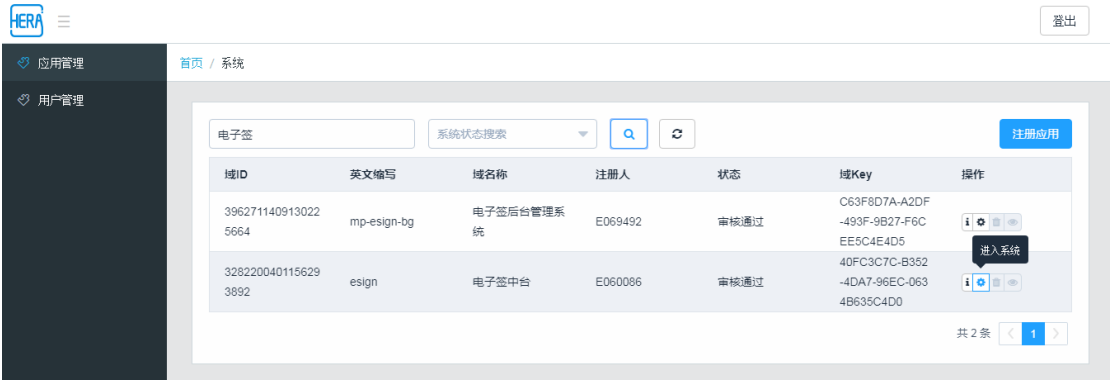 HERA
登出
应用管理
首页 / 系统
用户管理
电子签
系统状态搜索
注册应用
域ID 英文缩写 域名称 注册人 状态 域Key 操作
396271140913022
5664
mp-esign-bg
电子签后台管理系
统
E069492
审核通过
C63F8D7A-A2DF
-493F-9B27-F6C
EE5C4E4D5
进入系统
328220040115629
3892
esign
电子签中台
E060086
审核通过
40FC3C7C-B352
-4DA7-96EC-063
4B635C4D0
共 2 条 < 1 >